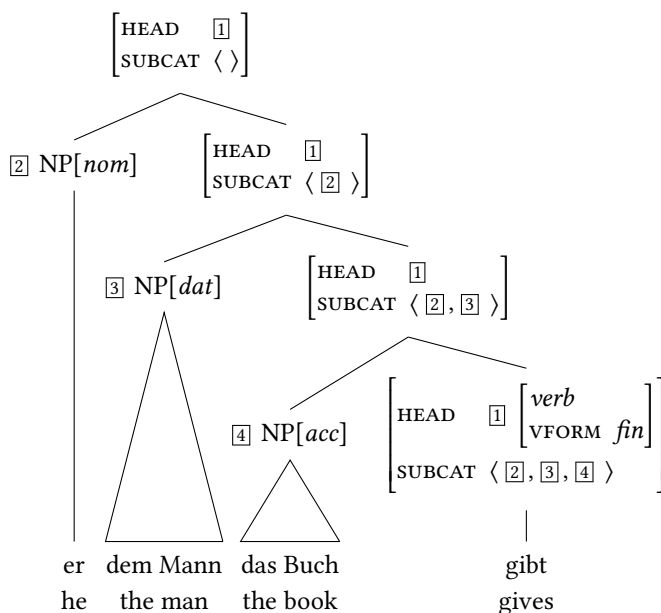 HEAD 1
SUBCAT ⟨ ⟩
2 NP[nom]
HEAD 1
SUBCAT ⟨ 2 ⟩
3 NP[dat]
HEAD 1
SUBCAT ⟨ 2 , 3 ⟩
4 NP[acc]
HEAD 1 [verb
VFORM fin]
SUBCAT ⟨ 2 , 3 , 4 ⟩
er dem Mann das Buch gibt
he the man the book gives